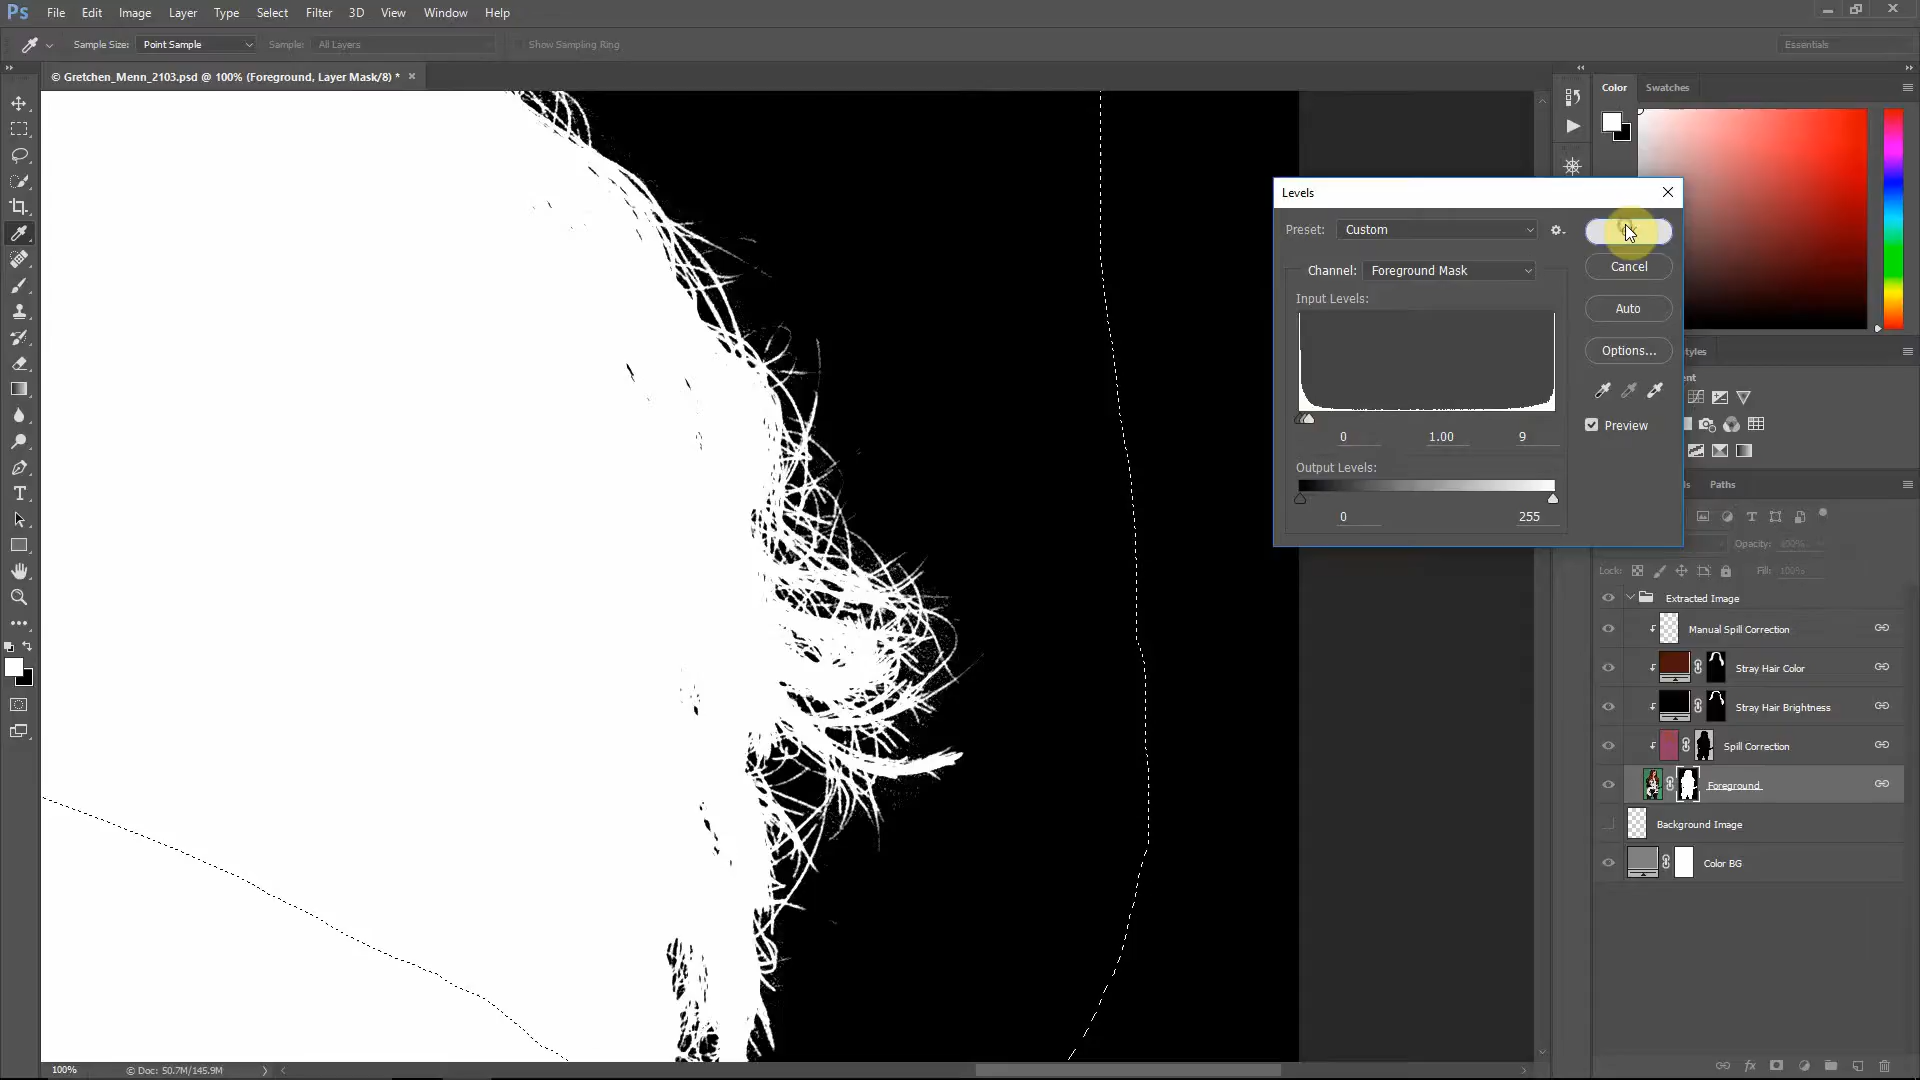 Ps File Edit Image Layer Type Select Filter 3D View Window Help
Sample Size: Point Sample Sample: All Layers Show Sampling Ring Essentials
© Gretchen_Menn_2103.psd @ 100% (Foreground, Layer Mask/8) * ×
Color Swatches
Levels
Preset: Custom
Channel: Foreground Mask
Cancel
Input Levels:
Auto
Options...
0 1.00 9
Preview
Output Levels:
0 255
Paths
Opacity: 100%
Lock: Fill: 100%
Extracted Image
Manual Spill Correction
Stray Hair Color
Stray Hair Brightness
Spill Correction
Foreground
Background Image
Color BG
100% © Doc: 50.7M/145.9M